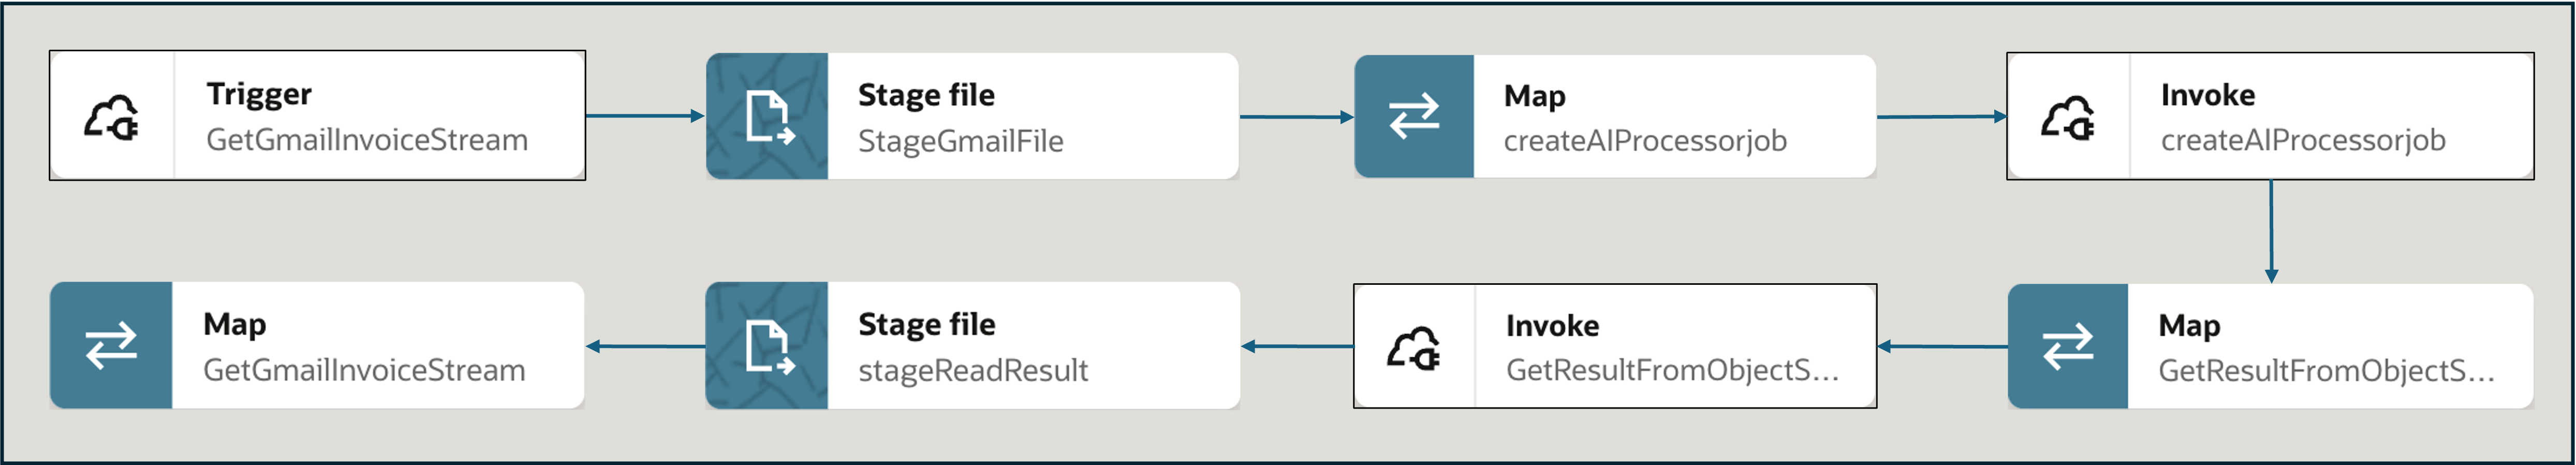 Trigger
GetGmailInvoiceStream
Stage file
StageGmailFile
Map
createAIProcessorjob
Invoke
createAIProcessorjob
Map
GetGmailInvoiceStream
Stage file
stageReadResult
Invoke
GetResultFromObjectS...
Map
GetResultFromObjectS...